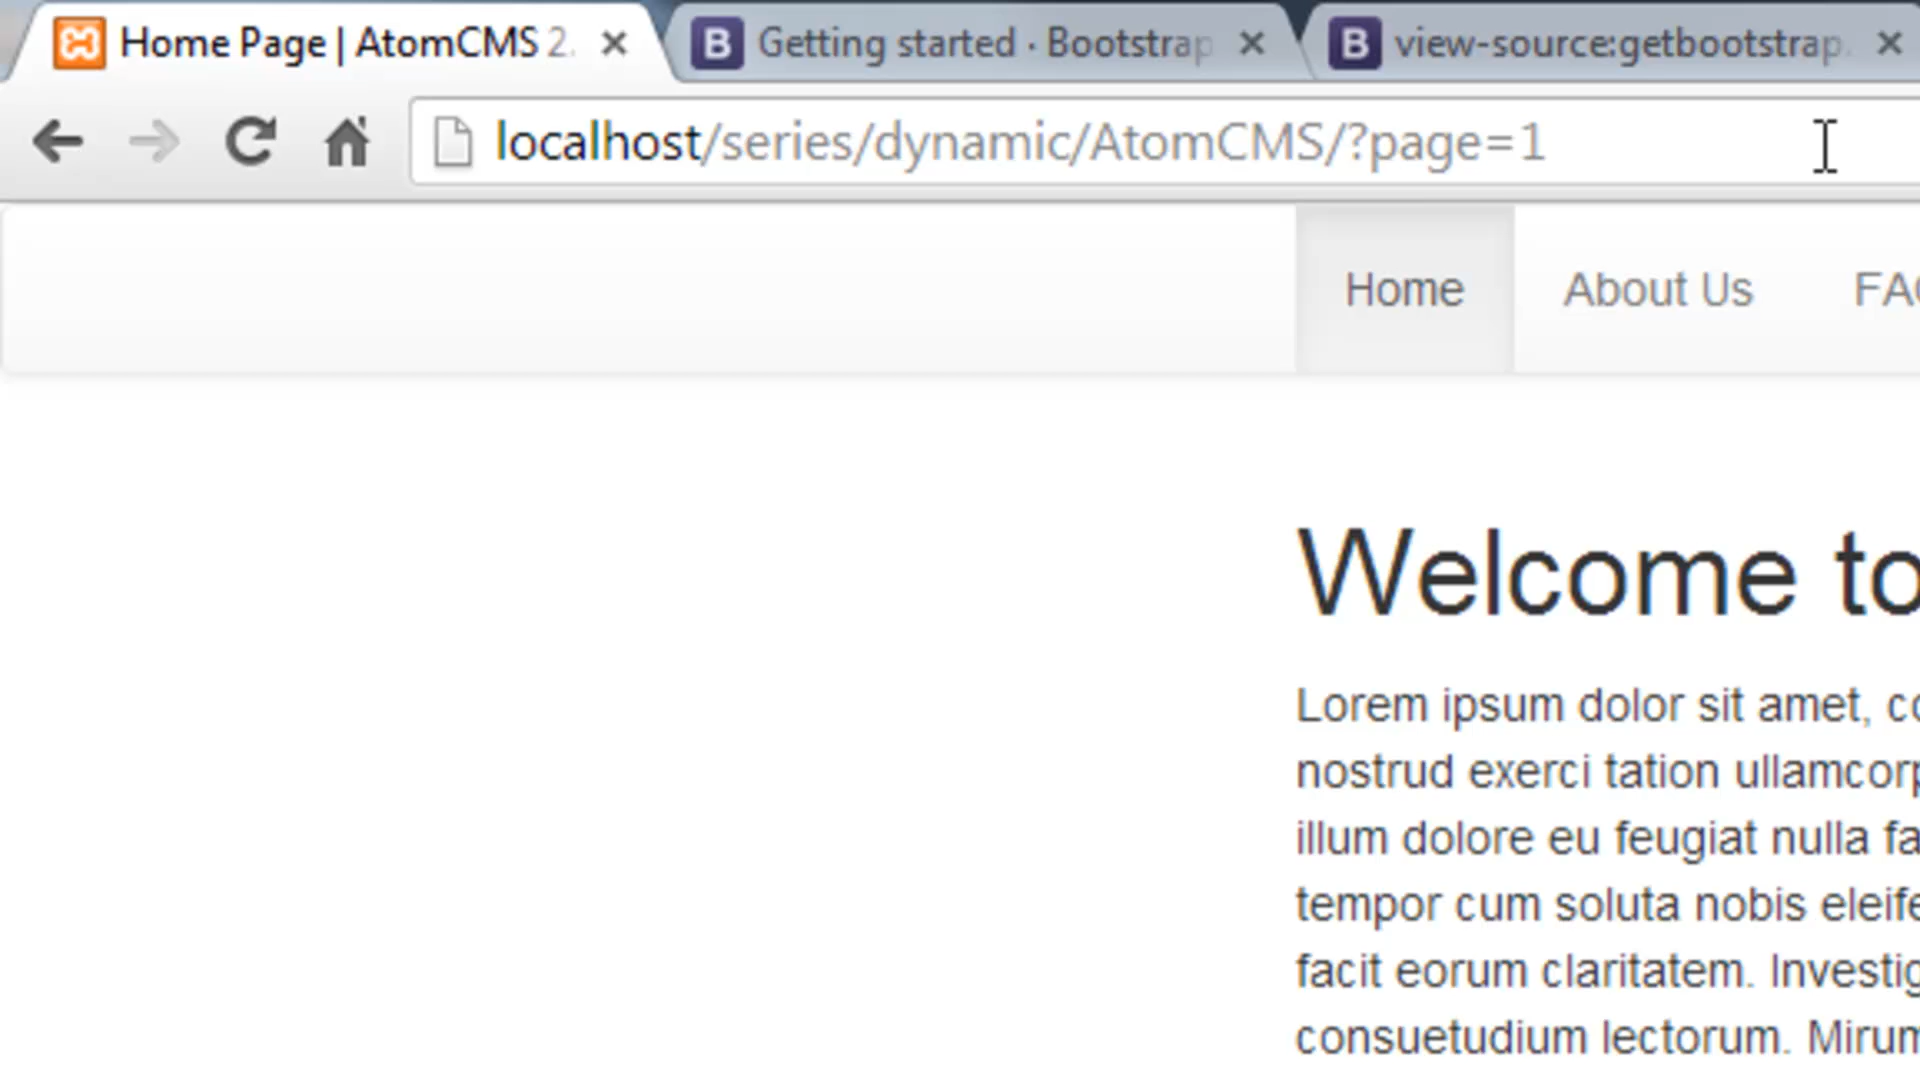 Home Page | AtomCMS 2.
Getting started · Bootstrap
view-source:getbootstrap.
localhost/series/dynamic/AtomCMS/?page=1
Home
About Us
Welcome to
Lorem ipsum dolor sit amet,
nostrud exerci tation
illum dolore eu feugiat nulla
tempor cum soluta nobis
facit eorum claritatem.
consuetudium lectorum.